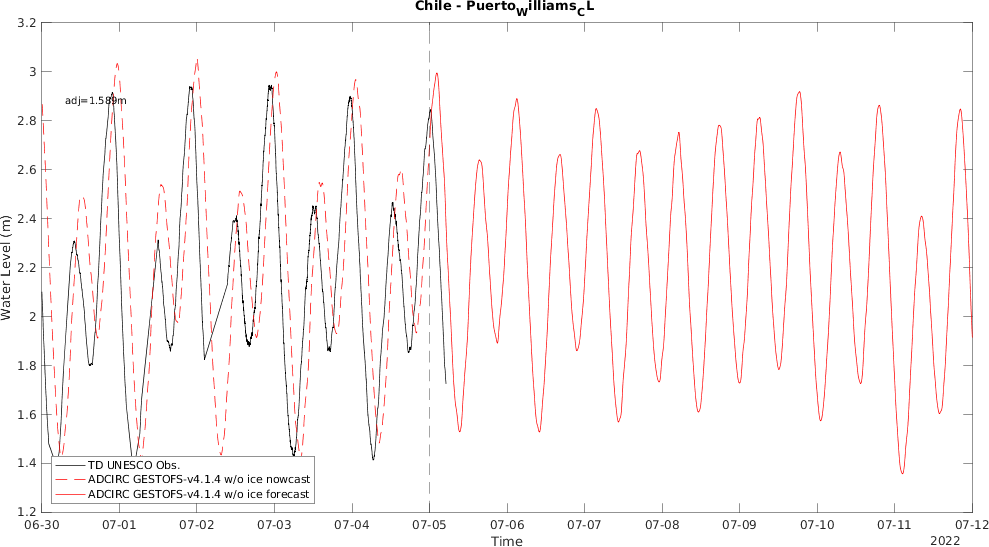 Chile - PuertoWilliamsCL
3.2
3
2.8
2.6
2.4
2.2
2
1.8
1.6
1.4
1.2
Water Level (m)
adj=1.589m
TD UNESCO Obs.
ADCIRC GESTOFS-v4.1.4 w/o ice nowcast
ADCIRC GESTOFS-v4.1.4 w/o ice forecast
06-30 07-01 07-02 07-03 07-04 07-05 07-06 07-07 07-08 07-09 07-10 07-11 07-12
Time
2022